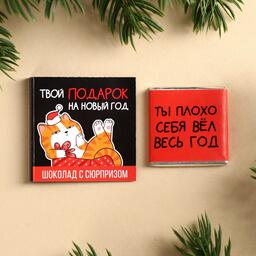 ТВОЙ ПОДАРОК
НА НОВЫЙ ГОД
ШОКОЛАД С СЮРПРИЗОМ
ТЫ ПЛОХО
СЕБЯ ВЁЛ
ВЕСЬ ГОД